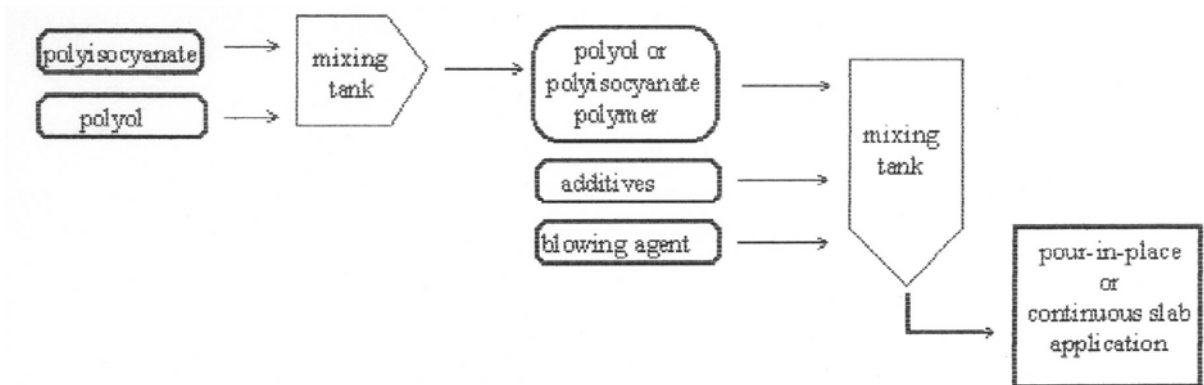 polyisocyanate
polyol
mixing
tank
polyol or
polyisocyanate
polymer
additives
blowing agent
mixing
tank
pour-in-place
or
continuous slab
application